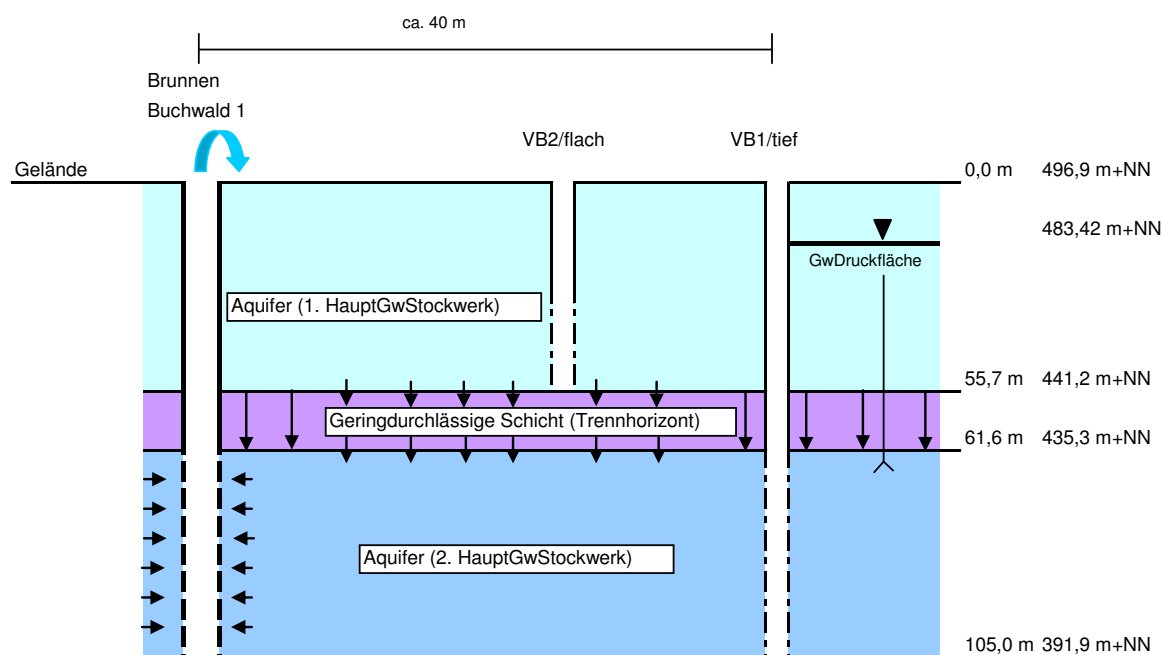 ca. 40 m
Brunnen
Buchwald 1
VB2/flach
VB1/tief
Gelände
0,0 m 496,9 m+NN
483,42 m+NN
GwDruckfläche
Aquifer (1. HauptGwStockwerk)
55,7 m 441,2 m+NN
Geringdurchlässige Schicht (Trennhorizont)
61,6 m 435,3 m+NN
Aquifer (2. HauptGwStockwerk)
105,0 m 391,9 m+NN